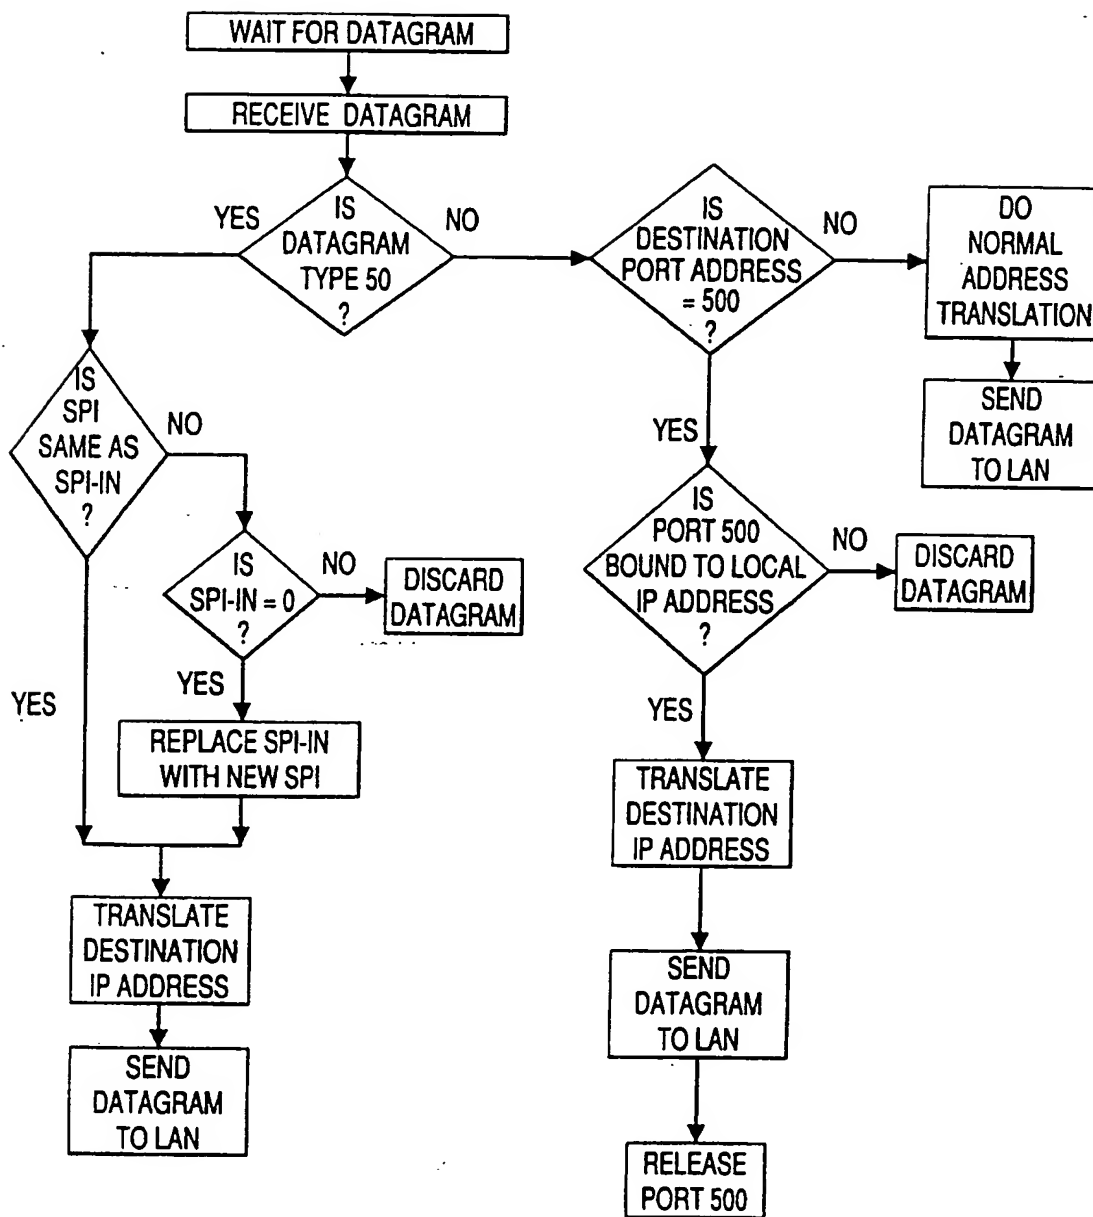 WAIT FOR DATAGRAM
RECEIVE DATAGRAM
YES
IS
DATAGRAM
TYPE 50
?
NO
IS
DESTINATION
PORT ADDRESS
= 500
?
NO
DO
NORMAL
ADDRESS
TRANSLATION
SEND
DATAGRAM
TO LAN
IS
SPI
SAME AS
SPI-IN
?
NO
YES
IS
SPI-IN = 0
?
NO
DISCARD
DATAGRAM
YES
REPLACE SPI-IN
WITH NEW SPI
TRANSLATE
DESTINATION
IP ADDRESS
SEND
DATAGRAM
TO LAN
YES
IS
PORT 500
BOUND TO LOCAL
IP ADDRESS
?
NO
DISCARD
DATAGRAM
YES
TRANSLATE
DESTINATION
IP ADDRESS
SEND
DATAGRAM
TO LAN
RELEASE
PORT 500